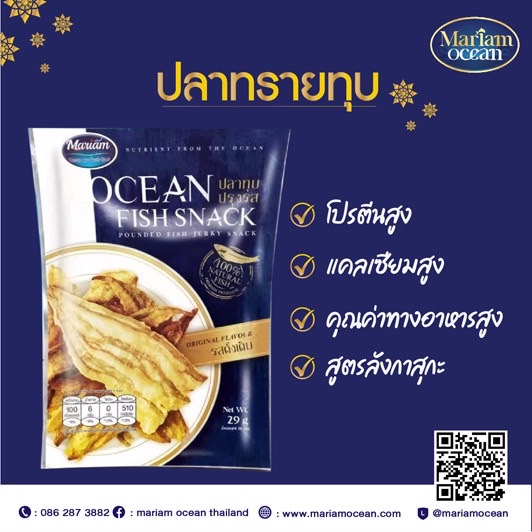 Mariam
ocean
ปลาทรายทุบ
Mariam
NUTRIENT FROM THE OCEAN
OCEAN
ปลาทุบ
ปรุงรส
FISH SNACK
POUNDED FISH JERKY SNACK
100%
NATURAL
FISH
ORIGINAL FLAVOUR
รสดั้งเดิม
100
6
0
510
Net Wt.
29 g
โปรตีนสูง
แคลเซียมสูง
คุณค่าทางอาหารสูง
สูตรลังกาสุกะ
: 086 287 3882
: mariam ocean thailand
: www.mariamocean.com
: @mariamocean